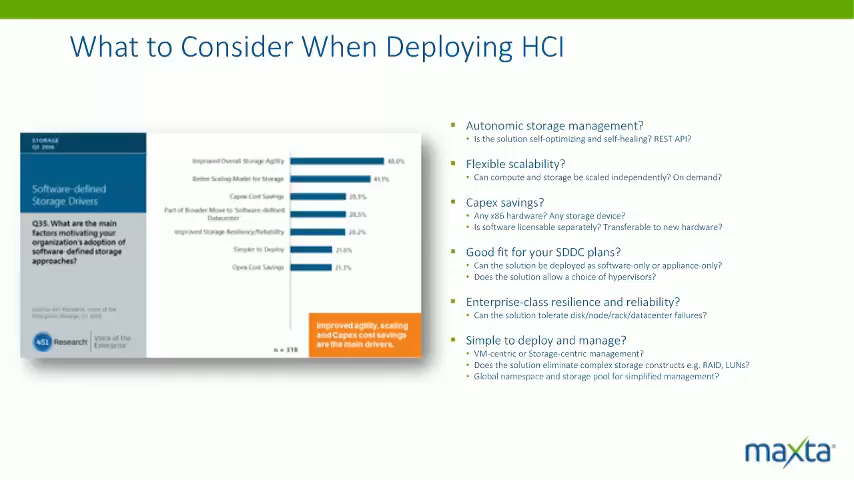 What to Consider When Deploying HCI
STORAGE
Q1 2016
Software-defined
Storage Drivers
Q35. What are the main
factors motivating your
organization's adoption of
software-defined storage
approaches?
451 Research
Voice of the
Enterprise
Improved Overall Storage Agility
Better Scaling Model for Storage
Capex Cost Savings
Part of Broader Move to 'Software-defined
Datacenter'
Improved Storage Resiliency/Reliability
Simpler to Deploy
Opex Cost Savings
n = 319
Improved agility, scaling
and Capex cost savings
are the main drivers.
▪ Autonomic storage management?
• Is the solution self-optimizing and self-healing? REST API?
▪ Flexible scalability?
• Can compute and storage be scaled independently? On demand?
▪ Capex savings?
• Any x86 hardware? Any storage device?
• Is software licensable separately? Transferable to new hardware?
▪ Good fit for your SDDC plans?
• Can the solution be deployed as software-only or appliance-only?
• Does the solution allow a choice of hypervisors?
▪ Enterprise-class resilience and reliability?
• Can the solution tolerate disk/node/rack/datacenter failures?
▪ Simple to deploy and manage?
• VM-centric or Storage-centric management?
• Does the solution eliminate complex storage constructs e.g. RAID, LUNs?
• Global namespace and storage pool for simplified management?
maxta